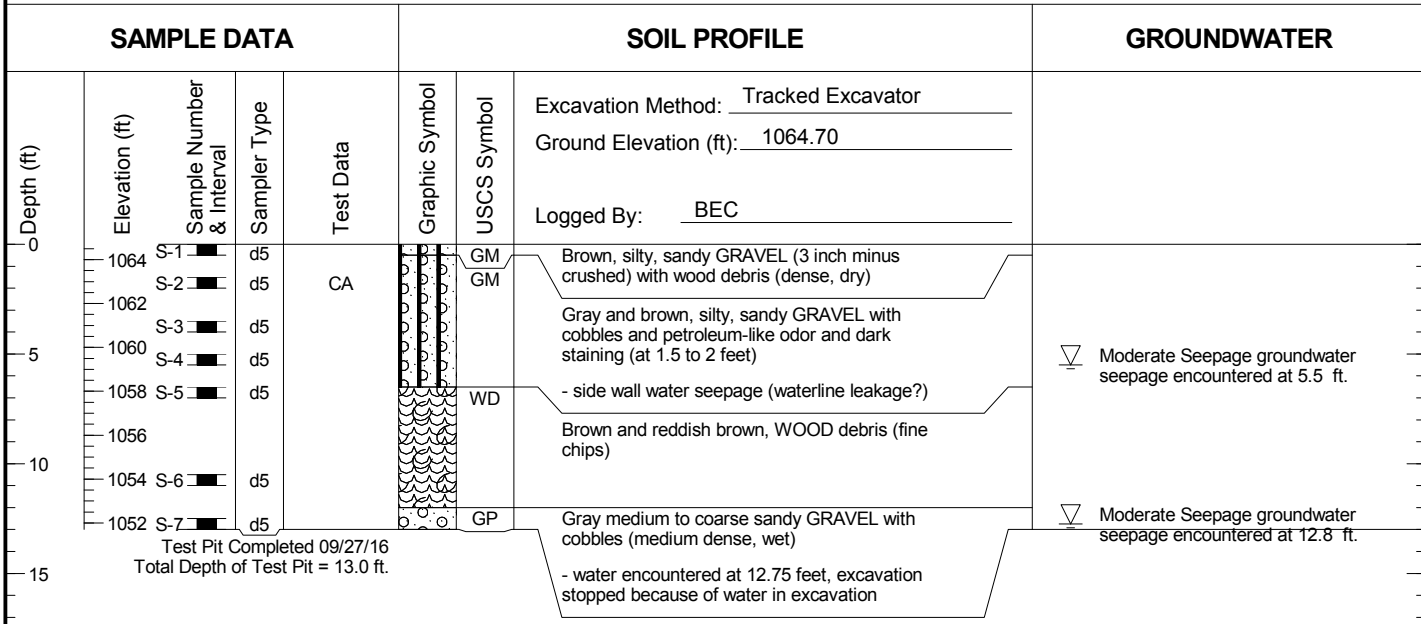 SAMPLE DATA
SOIL PROFILE
GROUNDWATER
Depth (ft)
Elevation (ft)
Sample Number
& Interval
Sampler Type
Test Data
Graphic Symbol
USCS Symbol
Excavation Method: Tracked Excavator
Ground Elevation (ft): 1064.70
Logged By: BEC
0
5
10
15
1064
1062
1060
1058
1056
1054
1052
S-1
S-2
S-3
S-4
S-5
S-6
S-7
d5
d5
d5
d5
d5
d5
d5
CA
GM
GM
WD
GP
Brown, silty, sandy GRAVEL (3 inch minus
crushed) with wood debris (dense, dry)
Gray and brown, silty, sandy GRAVEL with
cobbles and petroleum-like odor and dark
staining (at 1.5 to 2 feet)
- side wall water seepage (waterline leakage?)
Brown and reddish brown, WOOD debris (fine
chips)
Gray medium to coarse sandy GRAVEL with
cobbles (medium dense, wet)
- water encountered at 12.75 feet, excavation
stopped because of water in excavation
Moderate Seepage groundwater
seepage encountered at 5.5 ft.
Moderate Seepage groundwater
seepage encountered at 12.8 ft.
Test Pit Completed 09/27/16
Total Depth of Test Pit = 13.0 ft.